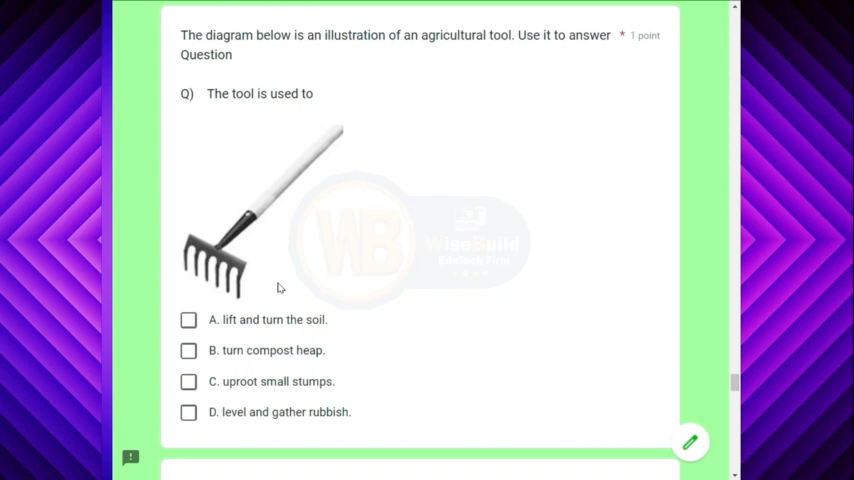 The diagram below is an illustration of an agricultural tool. Use it to answer * 1 point
Question
Q) The tool is used to
WB
WiseBuild
EduTech Firm
A. lift and turn the soil.
B. turn compost heap.
C. uproot small stumps.
D. level and gather rubbish.